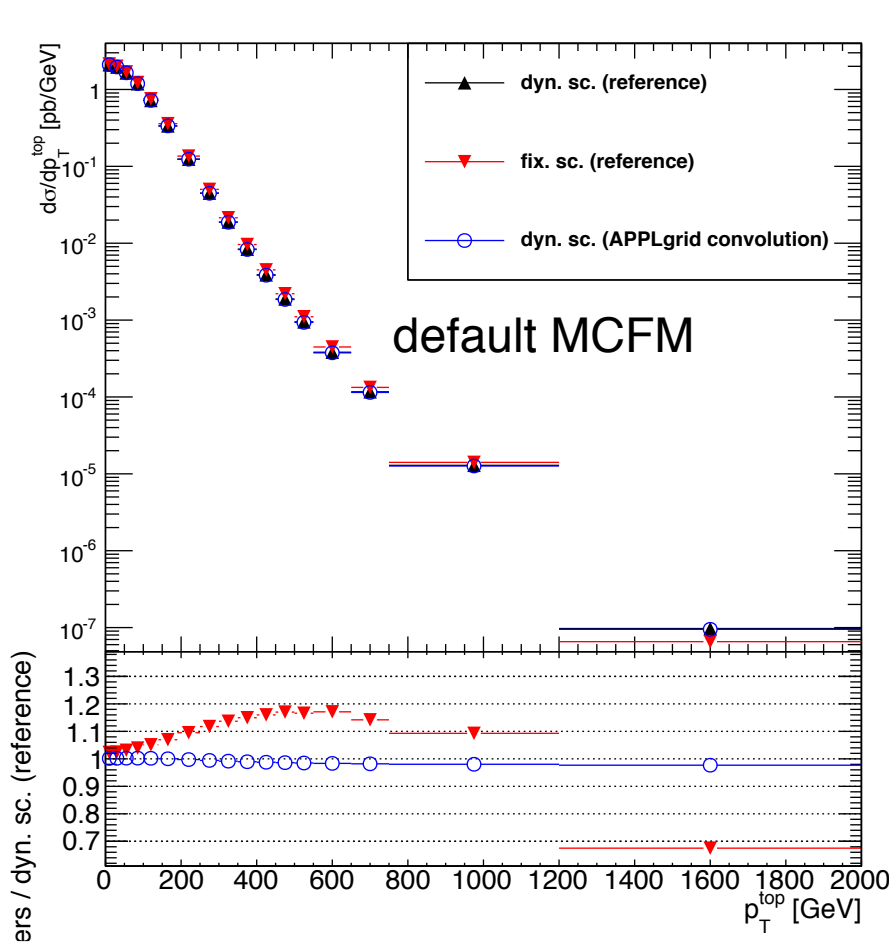 dσ/dp_T^top [pb/GeV]
1
10^-1
10^-2
10^-3
10^-4
10^-5
10^-6
10^-7
dyn. sc. (reference)
fix. sc. (reference)
dyn. sc. (APPLgrid convolution)
default MCFM
ers / dyn. sc. (reference)
1.3
1.2
1.1
1
0.9
0.8
0.7
0 200 400 600 800 1000 1200 1400 1600 1800 2000
p_T^top [GeV]